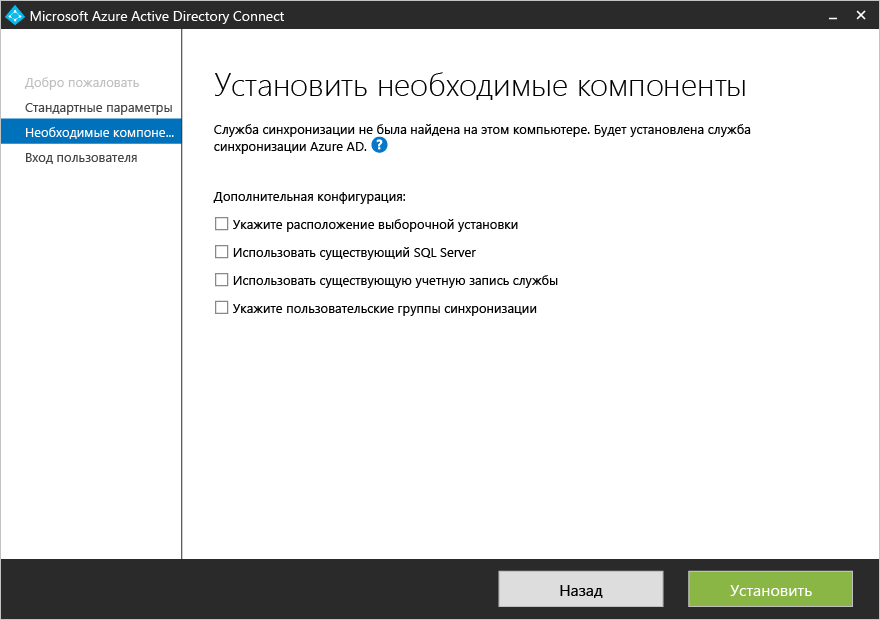 Microsoft Azure Active Directory Connect
Добро пожаловать
Стандартные параметры
Необходимые компоне...
Вход пользователя
Установить необходимые компоненты
Служба синхронизации не была найдена на этом компьютере. Будет установлена служба
синхронизации Azure AD. ?
Дополнительная конфигурация:
Укажите расположение выборочной установки
Использовать существующий SQL Server
Использовать существующую учетную запись службы
Укажите пользовательские группы синхронизации
Назад
Установить